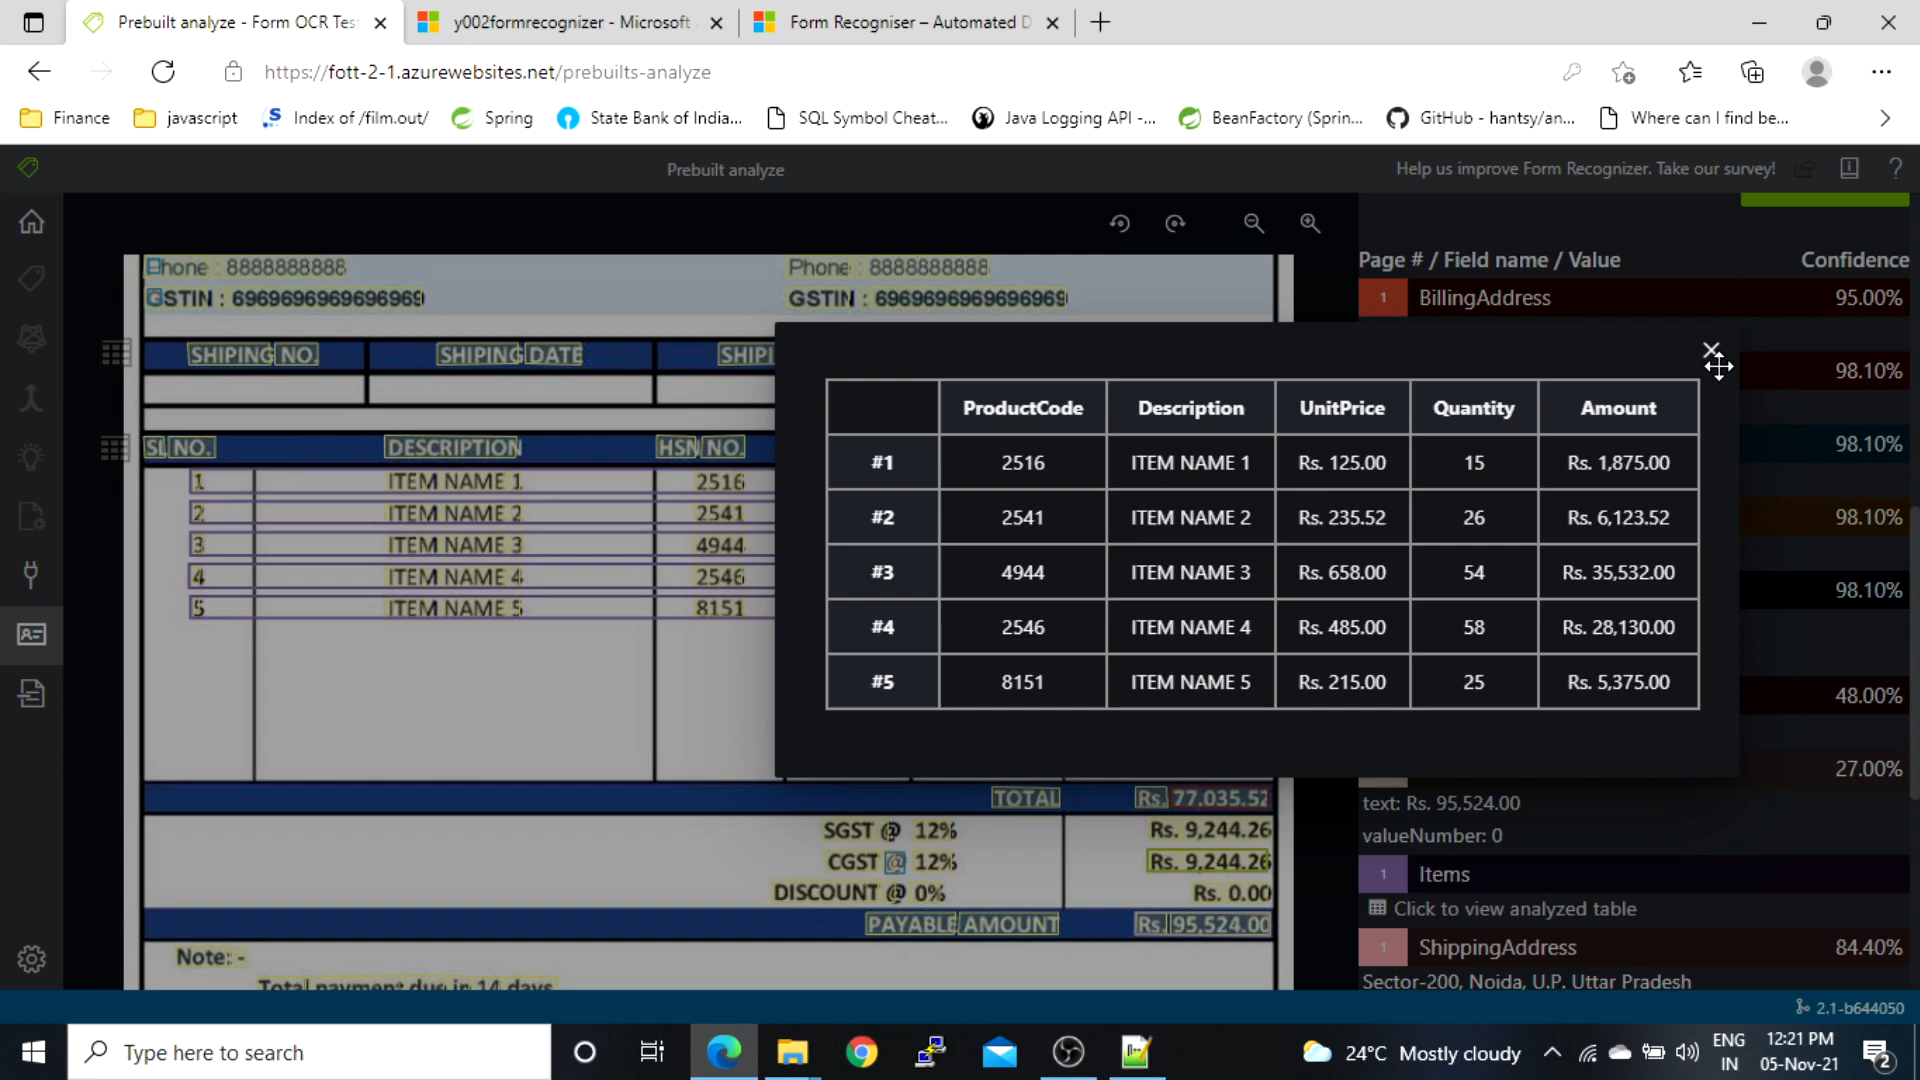 Prebuilt analyze - Form OCR Tes
y002formrecognizer - Microsoft
Form Recogniser – Automated D
https://fott-2-1.azurewebsites.net/prebuilts-analyze
Finance
javascript
Index of /film.out/
Spring
State Bank of India...
SQL Symbol Cheat...
Java Logging API -...
BeanFactory (Sprin...
GitHub - hantsy/an...
Where can I find be...
Prebuilt analyze
Help us improve Form Recognizer. Take our survey!
Phone : 8888888888 Phone : 8888888888
GSTIN : 6969696969696969 GSTIN : 6969696969696969
SHIPING NO. SHIPING DATE SHIPI
SL NO. DESCRIPTION HSN NO.
1 ITEM NAME 1 2516
2 ITEM NAME 2 2541
3 ITEM NAME 3 4944
4 ITEM NAME 4 2546
5 ITEM NAME 5 8151
TOTAL Rs. 77,035.52
SGST @ 12% Rs. 9,244.26
CGST @ 12% Rs. 9,244.26
DISCOUNT @ 0% Rs. 0.00
PAYABLE AMOUNT Rs. 95,524.00
Note: -
Total payment due in 14 days
ProductCode Description UnitPrice Quantity Amount
#1 2516 ITEM NAME 1 Rs. 125.00 15 Rs. 1,875.00
#2 2541 ITEM NAME 2 Rs. 235.52 26 Rs. 6,123.52
#3 4944 ITEM NAME 3 Rs. 658.00 54 Rs. 35,532.00
#4 2546 ITEM NAME 4 Rs. 485.00 58 Rs. 28,130.00
#5 8151 ITEM NAME 5 Rs. 215.00 25 Rs. 5,375.00
Page # / Field name / Value Confidence
1 BillingAddress 95.00%
98.10%
98.10%
98.10%
98.10%
48.00%
27.00%
text: Rs. 95,524.00
valueNumber: 0
1 Items
Click to view analyzed table
1 ShippingAddress 84.40%
Sector-200, Noida, U.P. Uttar Pradesh
2.1-b644050
Type here to search
24°C Mostly cloudy
ENG
IN
12:21 PM
05-Nov-21
2